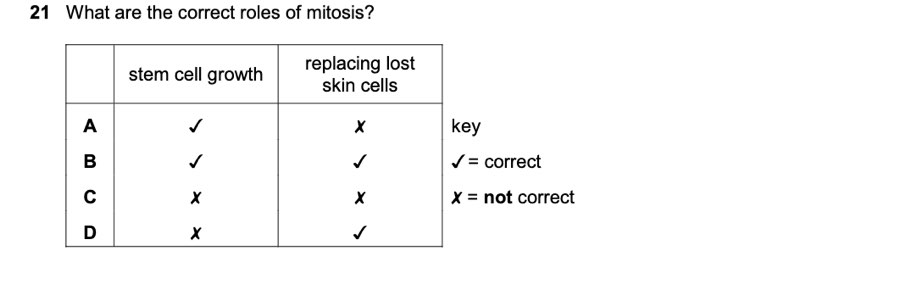 21 What are the correct roles of mitosis?
stem cell growth
replacing lost
skin cells
A ✓ ✗ key
B ✓ ✓ ✓ = correct
C ✗ ✗ ✗ = not correct
D ✗ ✓